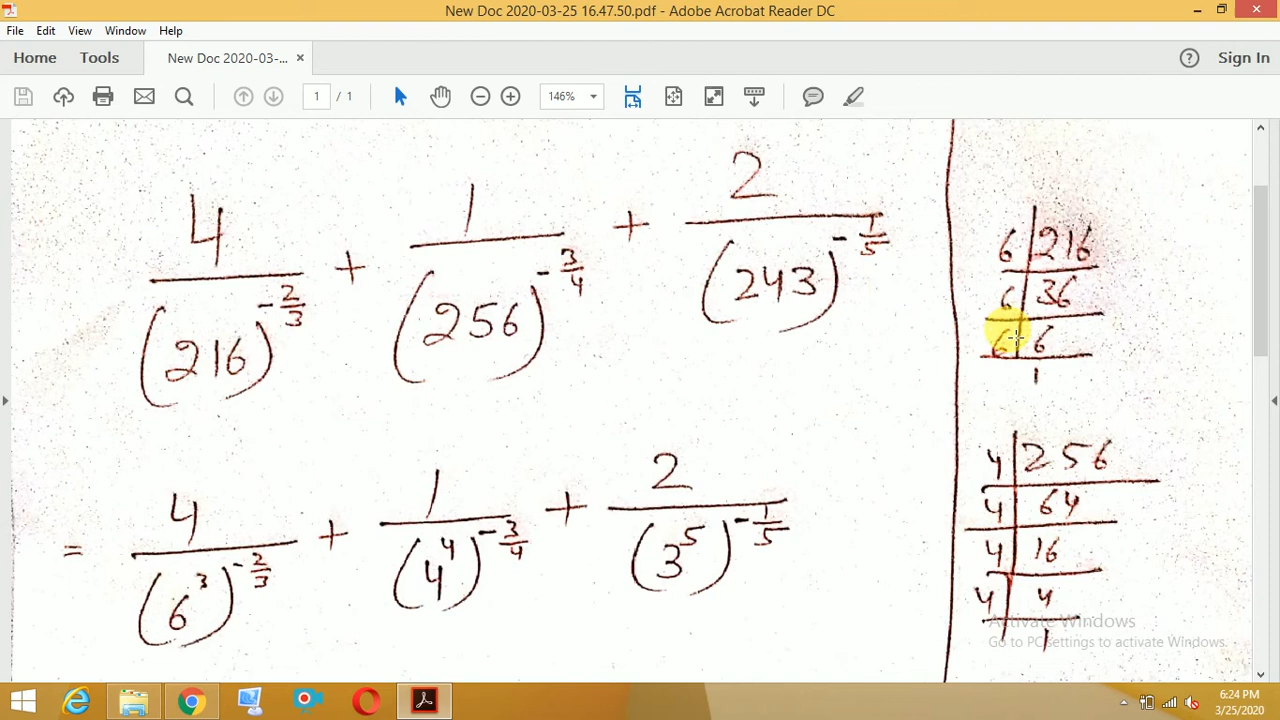 New Doc 2020-03-25 16.47.50.pdf - Adobe Acrobat Reader DC
File Edit View Window Help
Home Tools New Doc 2020-03-... × ? Sign In
1 / 1 146%
4/(216)^(-2/3) + 1/(256)^(-3/4) + 2/(243)^(-1/5)
= 4/(6^3)^(-2/3) + 1/(4^4)^(-3/4) + 2/(3^5)^(-1/5)
6 | 216
6 | 36
6 | 6
1
4 | 256
4 | 64
4 | 16
4 | 4
1
Activate Windows
Go to PC settings to activate Windows.
6:24 PM
3/25/2020